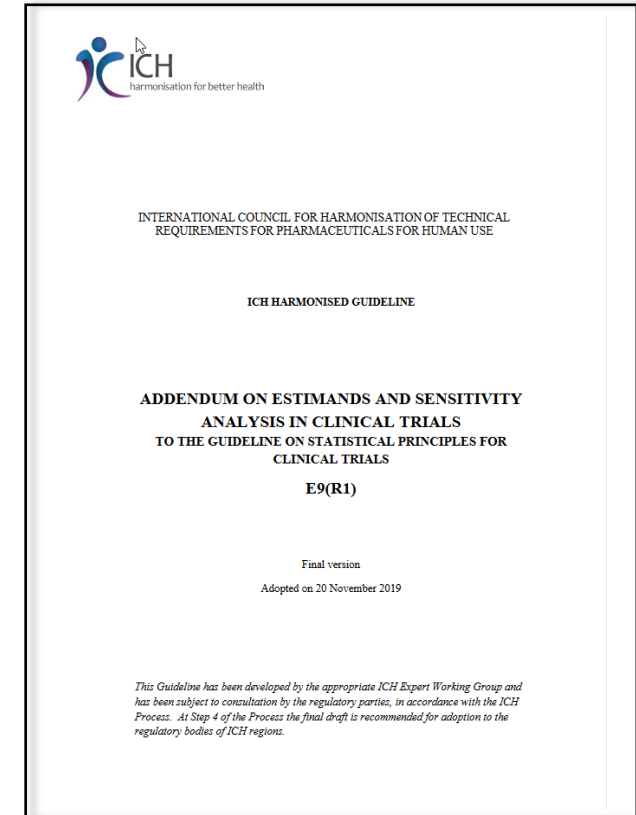 ICH
harmonisation for better health
INTERNATIONAL COUNCIL FOR HARMONISATION OF TECHNICAL
REQUIREMENTS FOR PHARMACEUTICALS FOR HUMAN USE
ICH HARMONISED GUIDELINE
ADDENDUM ON ESTIMANDS AND SENSITIVITY
ANALYSIS IN CLINICAL TRIALS
TO THE GUIDELINE ON STATISTICAL PRINCIPLES FOR
CLINICAL TRIALS
E9(R1)
Final version
Adopted on 20 November 2019
This Guideline has been developed by the appropriate ICH Expert Working Group and
has been subject to consultation by the regulatory parties, in accordance with the ICH
Process. At Step 4 of the Process the final draft is recommended for adoption to the
regulatory bodies of ICH regions.